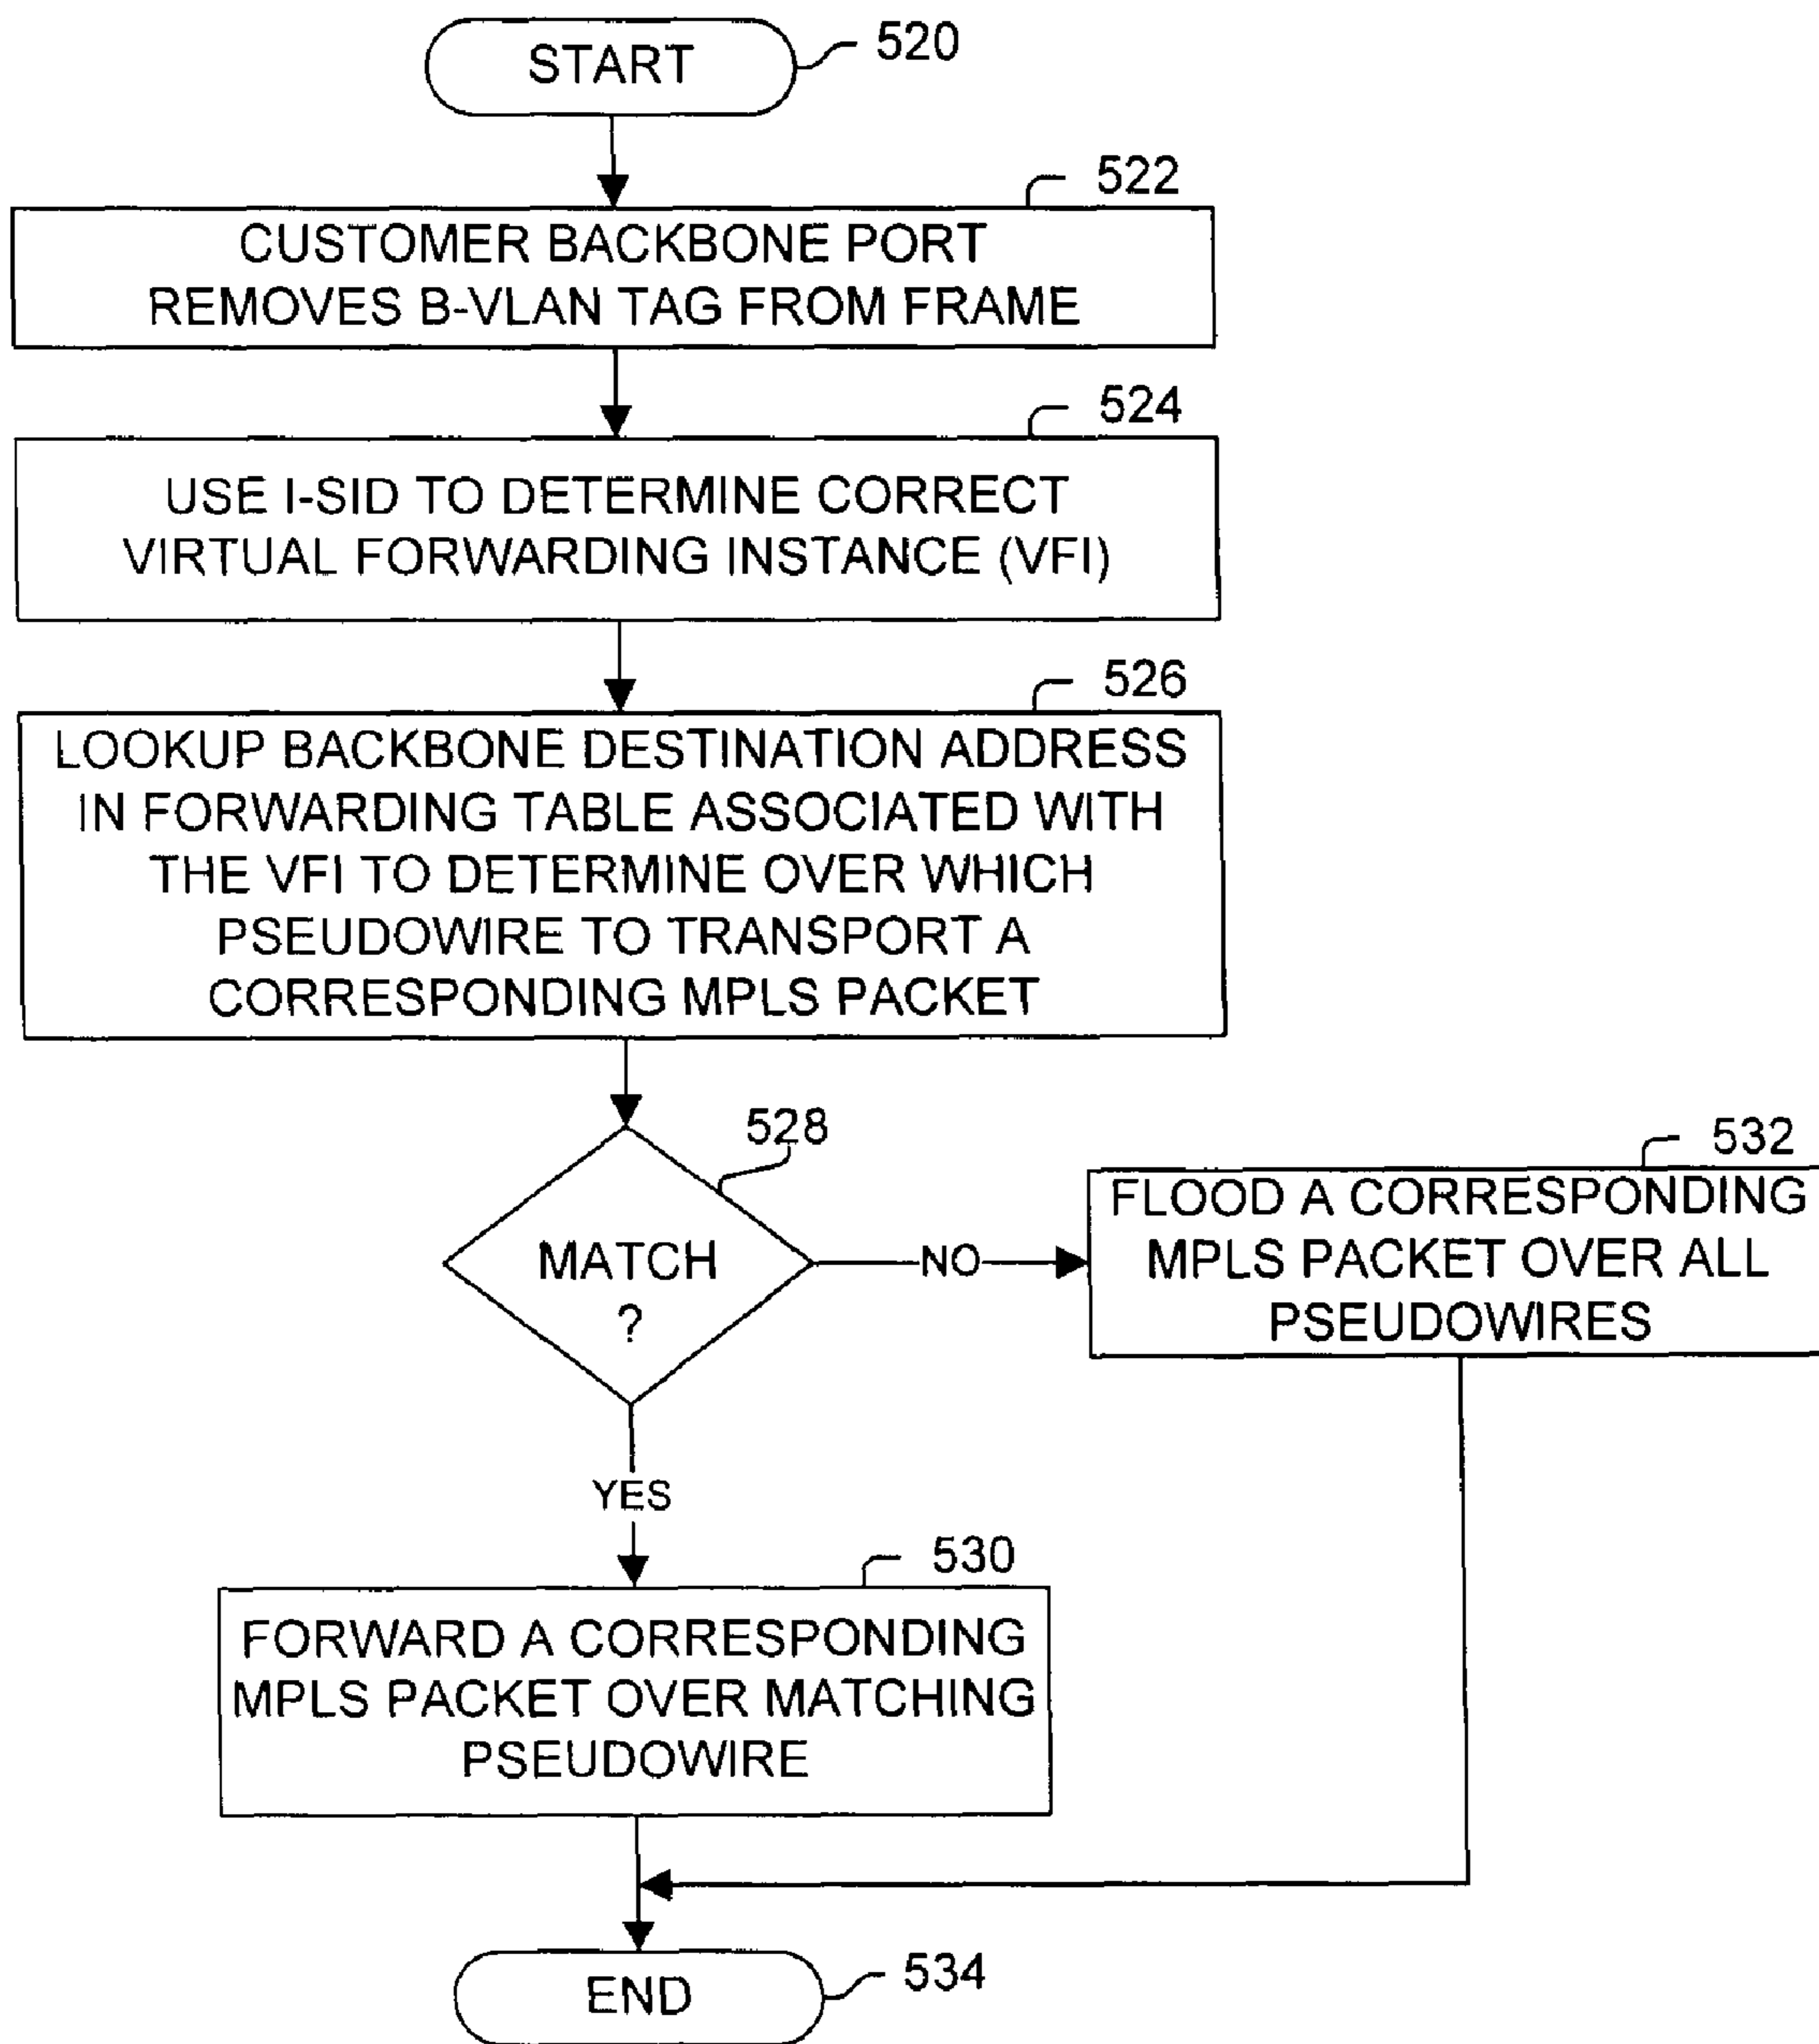 START
520
522
CUSTOMER BACKBONE PORT
REMOVES B-VLAN TAG FROM FRAME
524
USE I-SID TO DETERMINE CORRECT
VIRTUAL FORWARDING INSTANCE (VFI)
526
LOOKUP BACKBONE DESTINATION ADDRESS
IN FORWARDING TABLE ASSOCIATED WITH
THE VFI TO DETERMINE OVER WHICH
PSEUDOWIRE TO TRANSPORT A
CORRESPONDING MPLS PACKET
528
MATCH
?
NO
532
FLOOD A CORRESPONDING
MPLS PACKET OVER ALL
PSEUDOWIRES
YES
530
FORWARD A CORRESPONDING
MPLS PACKET OVER MATCHING
PSEUDOWIRE
END
534